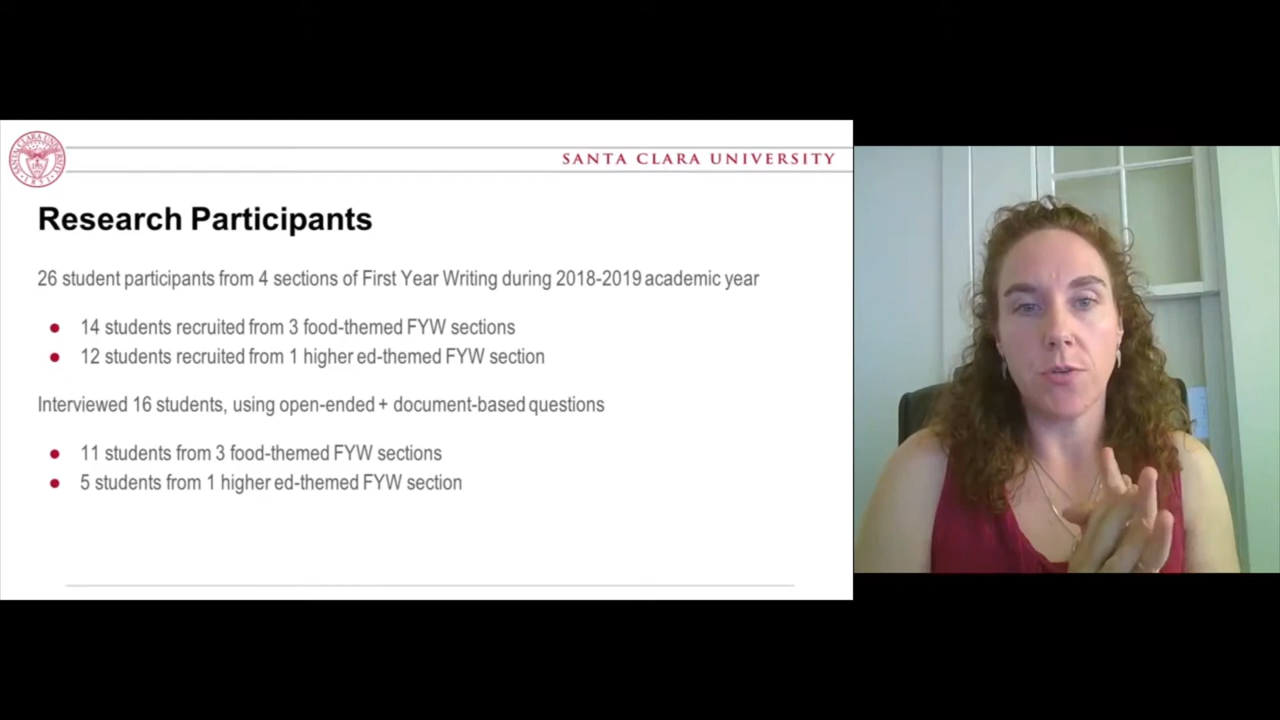 SANTA CLARA UNIVERSITY
Research Participants
26 student participants from 4 sections of First Year Writing during 2018-2019 academic year
● 14 students recruited from 3 food-themed FYW sections
● 12 students recruited from 1 higher ed-themed FYW section
Interviewed 16 students, using open-ended + document-based questions
● 11 students from 3 food-themed FYW sections
● 5 students from 1 higher ed-themed FYW section